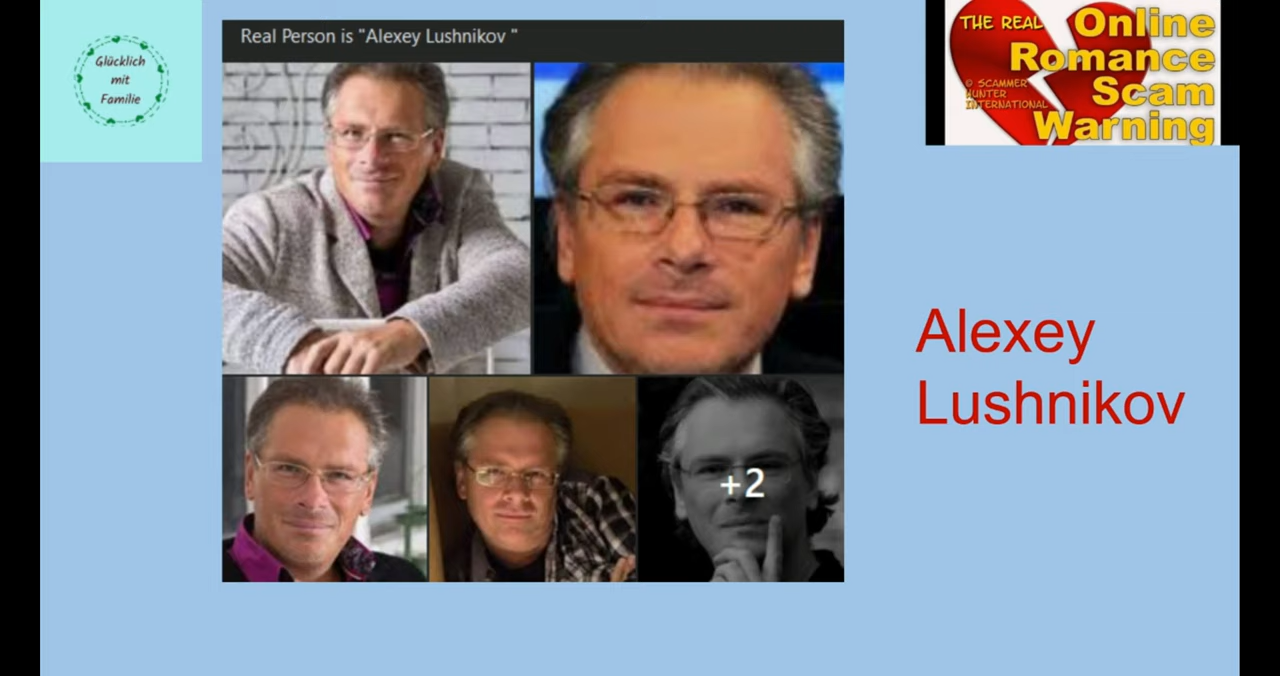 Glücklich
mit
Familie
Real Person is "Alexey Lushnikov "
+2
THE REAL
Online
Romance
Scam
Warning
© SCAMMER
HUNTER
INTERNATIONAL
Alexey
Lushnikov